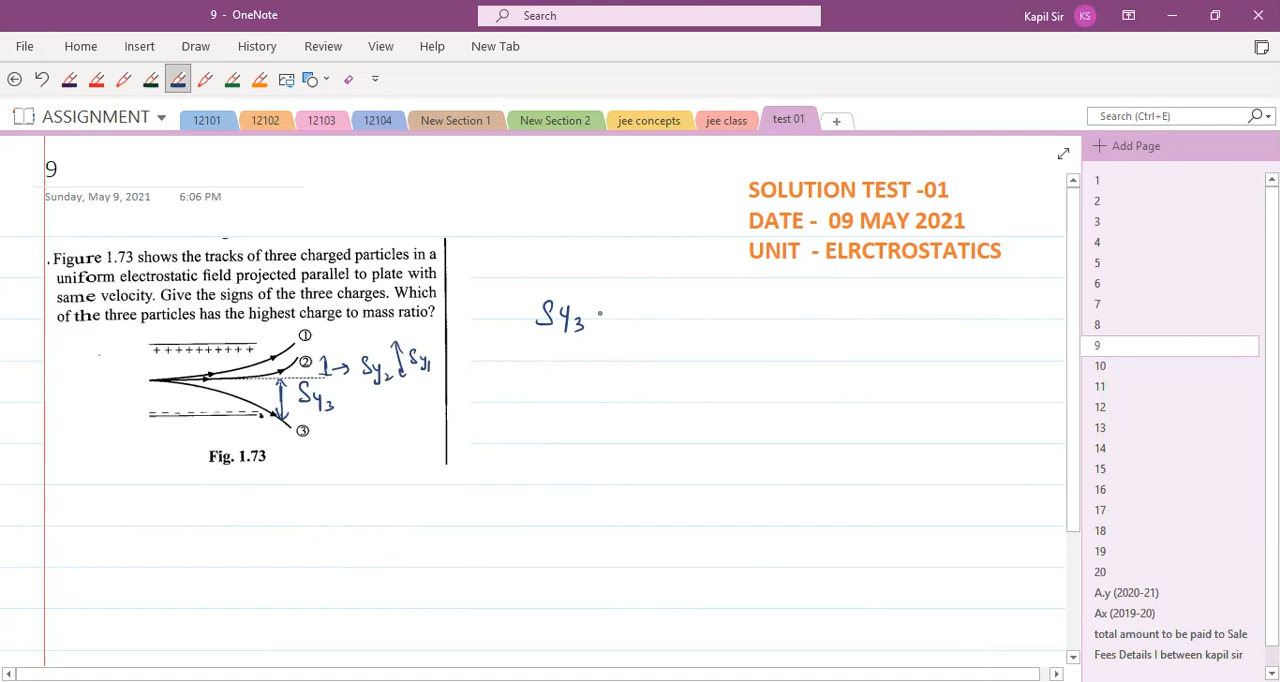 9 - OneNote
Search
Kapil Sir
KS
File
Home
Insert
Draw
History
Review
View
Help
New Tab
ASSIGNMENT
12101
12102
12103
12104
New Section 1
New Section 2
jee concepts
jee class
test 01
Search (Ctrl+E)
Add Page
9
Sunday, May 9, 2021
6:06 PM
SOLUTION TEST -01
DATE - 09 MAY 2021
UNIT - ELRCTROSTATICS
. Figure 1.73 shows the tracks of three charged particles in a
uniform electrostatic field projected parallel to plate with
same velocity. Give the signs of the three charges. Which
of the three particles has the highest charge to mass ratio?
Sy3
①
+ + + + + + + + + +
②
Sy2
Sy1
Sy3
③
Fig. 1.73
1
2
3
4
5
6
7
8
9
10
11
12
13
14
15
16
17
18
19
20
A.y (2020-21)
Ax (2019-20)
total amount to be paid to Sale
Fees Details I between kapil sir